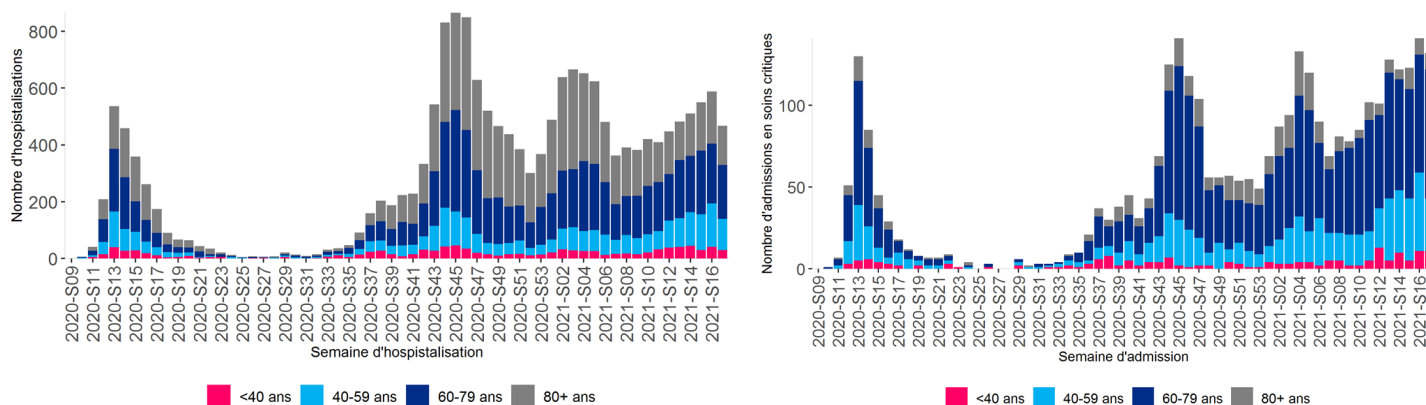 Nombre d'hospistalisations
800
600
400
200
0
2020-S09
2020-S11
2020-S13
2020-S15
2020-S17
2020-S19
2020-S21
2020-S23
2020-S25
2020-S27
2020-S29
2020-S31
2020-S33
2020-S35
2020-S37
2020-S39
2020-S41
2020-S43
2020-S45
2020-S47
2020-S49
2020-S51
2020-S53
2021-S02
2021-S04
2021-S06
2021-S08
2021-S10
2021-S12
2021-S14
2021-S16
Semaine d'hospistalisation
<40 ans 40-59 ans 60-79 ans 80+ ans
Nombre d'admissions en soins critiques
100
50
0
2020-S09
2020-S11
2020-S13
2020-S15
2020-S17
2020-S19
2020-S21
2020-S23
2020-S25
2020-S27
2020-S29
2020-S31
2020-S33
2020-S35
2020-S37
2020-S39
2020-S41
2020-S43
2020-S45
2020-S47
2020-S49
2020-S51
2020-S53
2021-S02
2021-S04
2021-S06
2021-S08
2021-S10
2021-S12
2021-S14
2021-S16
Semaine d'admission
<40 ans 40-59 ans 60-79 ans 80+ ans